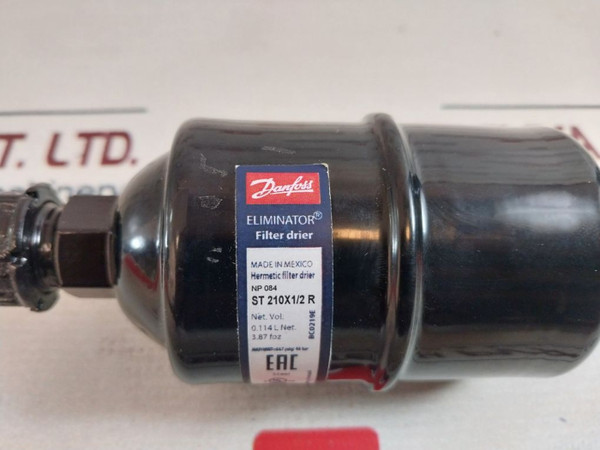 T. LTD.
Danfoss
ELIMINATOR®
Filter drier
MADE IN MEXICO
Hermetic filter drier
NP 084
ST 210X1/2 R
Net. Vol.
0.114 L Net.
3.87 foz
8C0219E
EAC